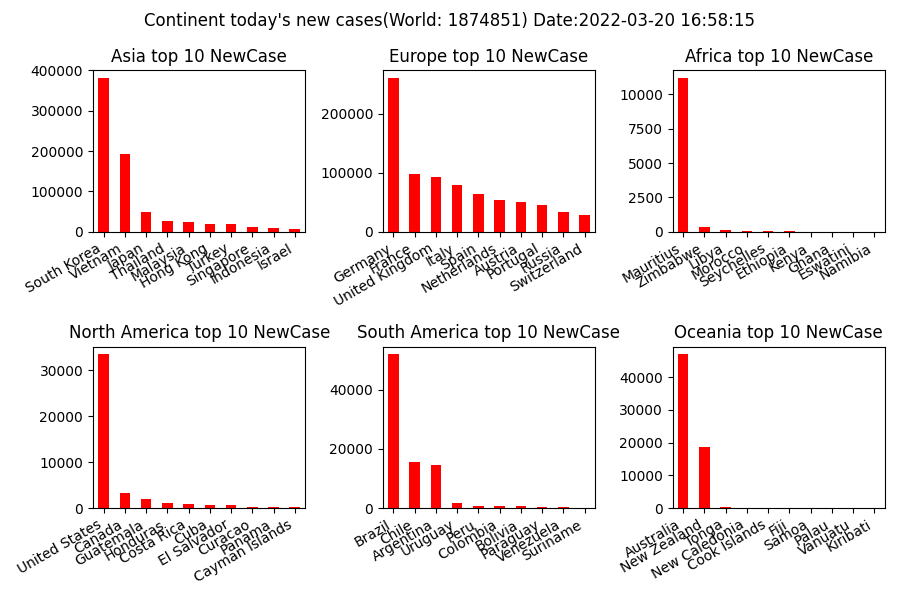 Continent today's new cases(World: 1874851) Date:2022-03-20 16:58:15
Asia top 10 NewCase
400000
300000
200000
100000
0
South Korea
Vietnam
Japan
Thailand
Malaysia
Hong Kong
Turkey
Singapore
Indonesia
Israel
Europe top 10 NewCase
200000
100000
0
Germany
France
United Kingdom
Italy
Spain
Netherlands
Austria
Portugal
Russia
Switzerland
Africa top 10 NewCase
10000
7500
5000
2500
0
Mauritius
Zimbabwe
Libya
Morocco
Seychelles
Ethiopia
Kenya
Ghana
Eswatini
Namibia
North America top 10 NewCase
30000
20000
10000
0
United States
Canada
Guatemala
Honduras
Costa Rica
Cuba
El Salvador
Curacao
Panama
Cayman Islands
South America top 10 NewCase
40000
20000
0
Brazil
Chile
Argentina
Uruguay
Peru
Colombia
Bolivia
Paraguay
Venezuela
Suriname
Oceania top 10 NewCase
40000
30000
20000
10000
0
Australia
New Zealand
Tonga
New Caledonia
Cook Islands
Fiji
Samoa
Palau
Vanuatu
Kiribati